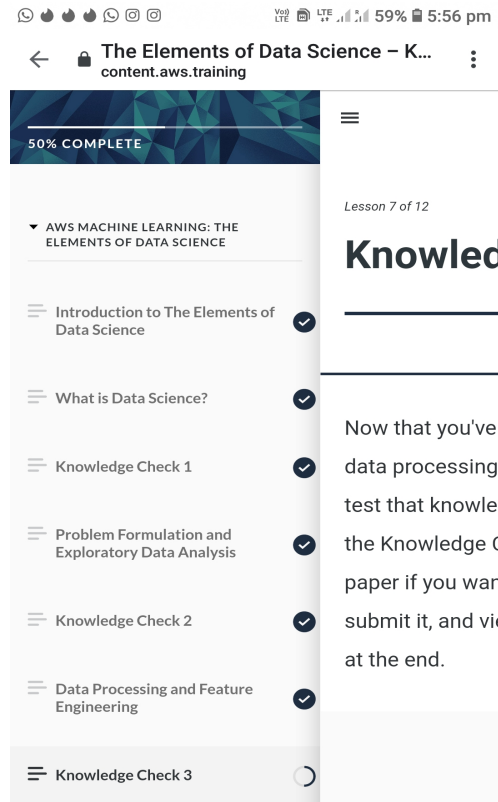 Vo)) LTE LTE 59% 5:56 pm
The Elements of Data Science – K...
content.aws.training
50% COMPLETE
AWS MACHINE LEARNING: THE
ELEMENTS OF DATA SCIENCE
Introduction to The Elements of
Data Science
What is Data Science?
Knowledge Check 1
Problem Formulation and
Exploratory Data Analysis
Knowledge Check 2
Data Processing and Feature
Engineering
Knowledge Check 3
Lesson 7 of 12
Knowled
Now that you've
data processing
test that knowle
the Knowledge C
paper if you wan
submit it, and vie
at the end.